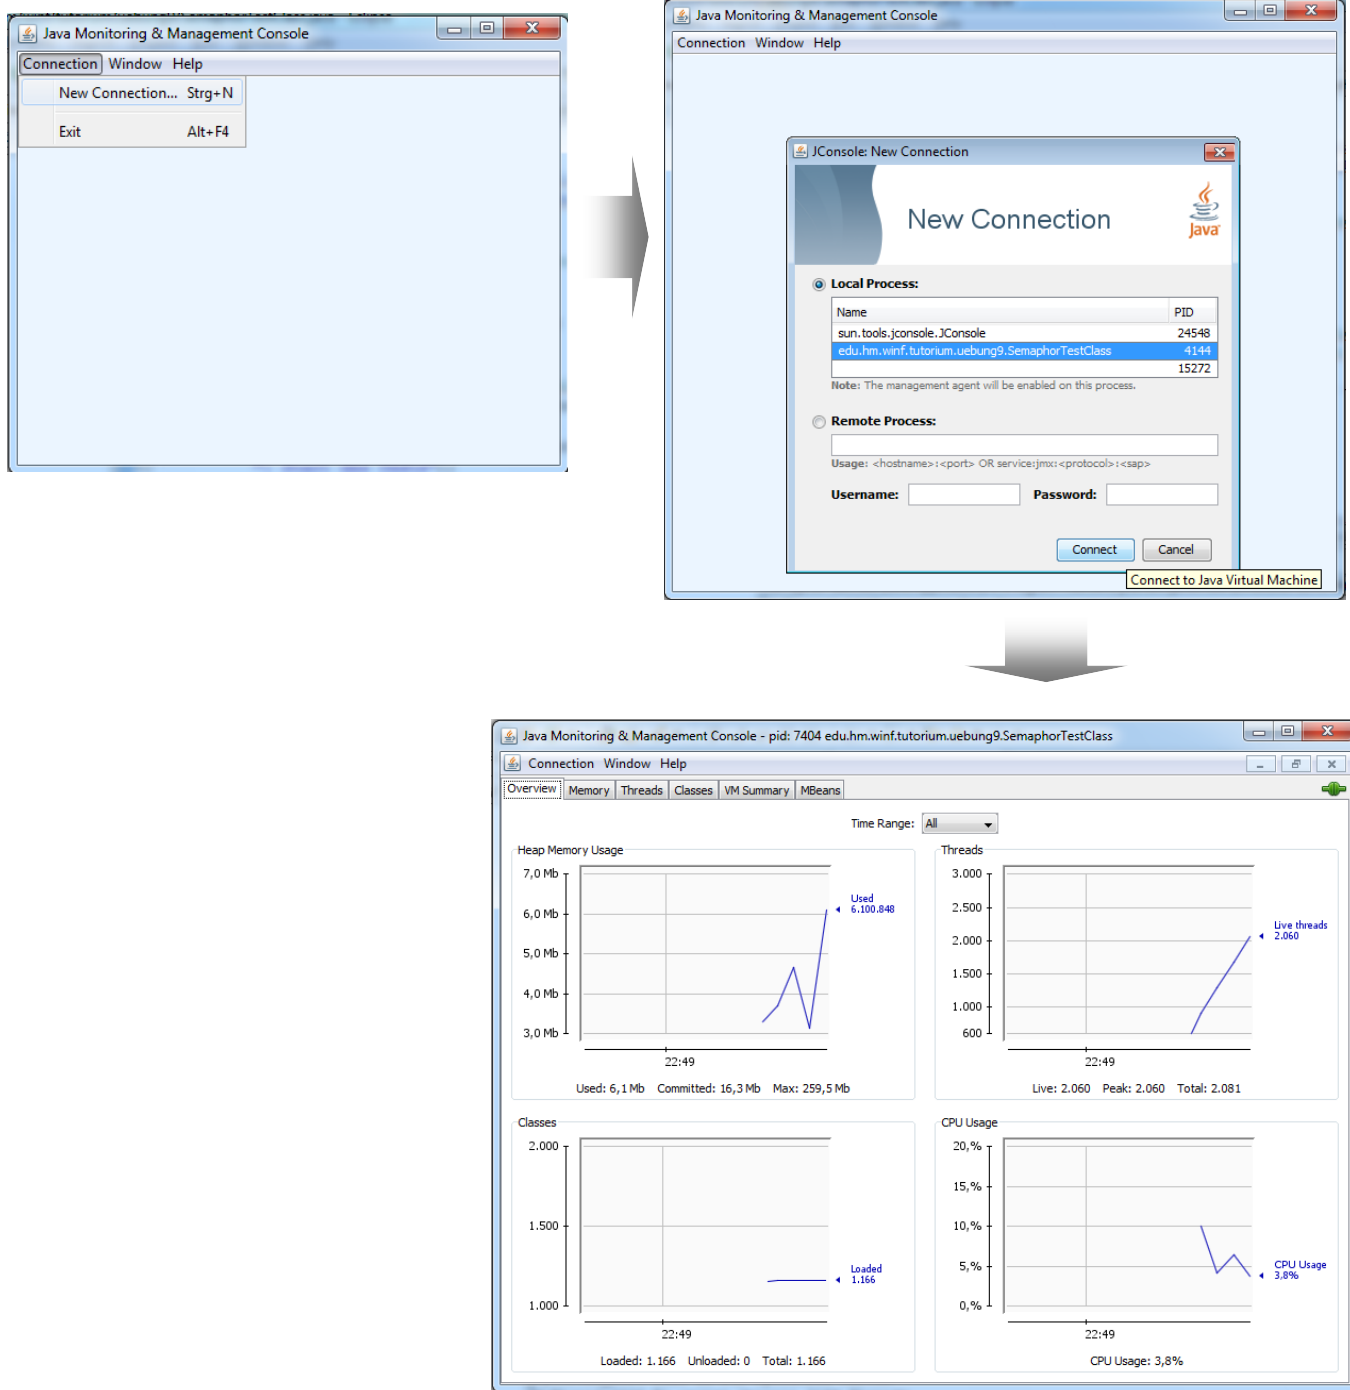 Java Monitoring & Management Console
Connection Window Help
New Connection... Strg+N
Exit Alt+F4
Java Monitoring & Management Console
Connection Window Help
JConsole: New Connection
New Connection
Java
Local Process:
Name PID
sun.tools.jconsole.JConsole 24548
edu.hm.winf.tutorium.uebung9.SemaphorTestClass 4144
15272
Note: The management agent will be enabled on this process.
Remote Process:
Usage: <hostname>:<port> OR service:jmx:<protocol>:<sap>
Username: Password:
Connect Cancel
Connect to Java Virtual Machine
Java Monitoring & Management Console - pid: 7404 edu.hm.winf.tutorium.uebung9.SemaphorTestClass
Connection Window Help
Overview Memory Threads Classes VM Summary MBeans
Time Range: All
Heap Memory Usage
7,0 Mb
6,0 Mb
5,0 Mb
4,0 Mb
3,0 Mb
Used
6.100.848
22:49
Used: 6,1 Mb Committed: 16,3 Mb Max: 259,5 Mb
Threads
3.000
2.500
2.000
1.500
1.000
600
Live threads
2.060
22:49
Live: 2.060 Peak: 2.060 Total: 2.081
Classes
2.000
1.500
1.000
Loaded
1.166
22:49
Loaded: 1.166 Unloaded: 0 Total: 1.166
CPU Usage
20,%
15,%
10,%
5,%
0,%
CPU Usage
3,8%
22:49
CPU Usage: 3,8%